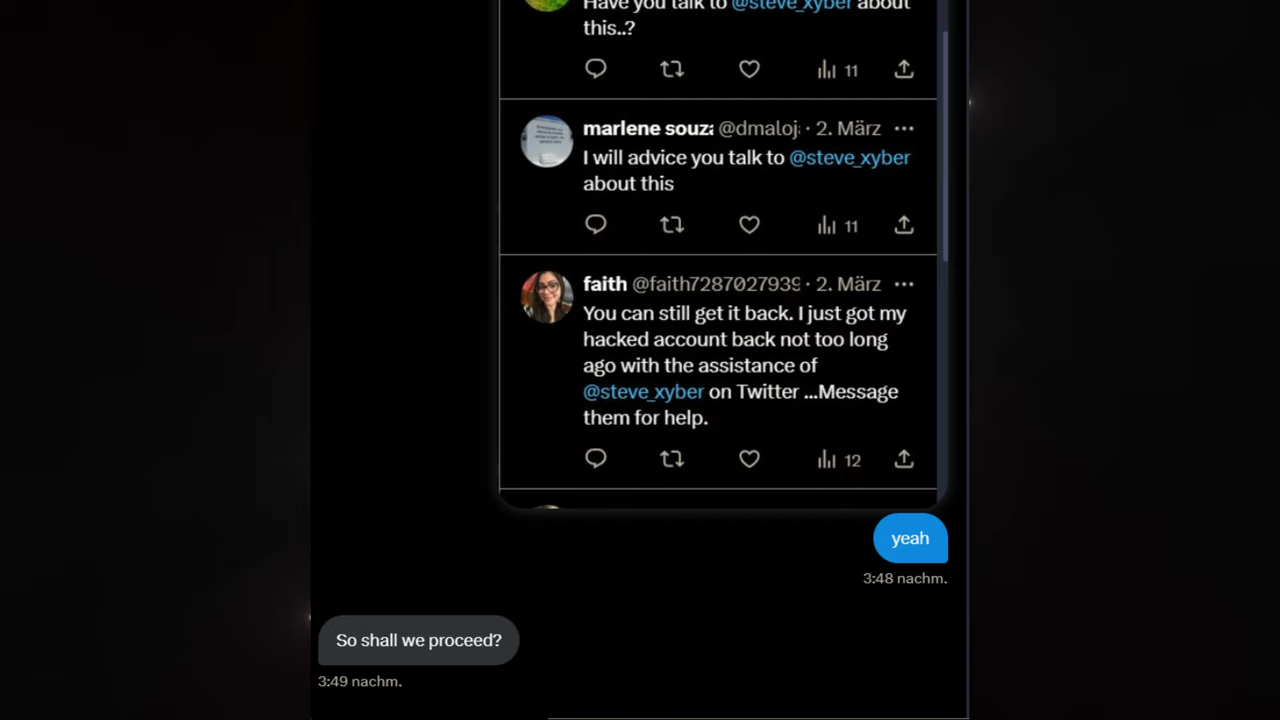 Have you talk to @steve_xyber about
this..?
11
marlene souza @dmaloj · 2. März
I will advice you talk to @steve_xyber
about this
11
faith @faith7287027939 · 2. März
You can still get it back. I just got my
hacked account back not too long
ago with the assistance of
@steve_xyber on Twitter ...Message
them for help.
12
yeah
3:48 nachm.
So shall we proceed?
3:49 nachm.